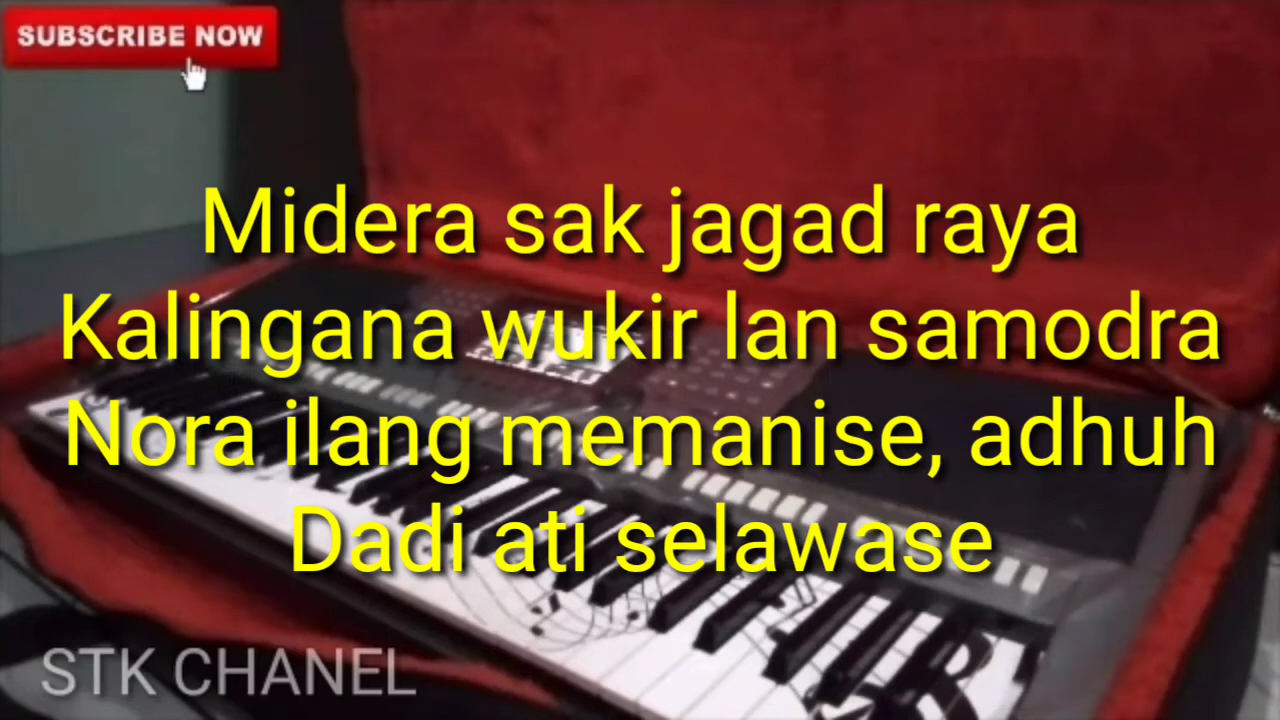 SUBSCRIBE NOW
Midera sak jagad raya
Kalingana wukir lan samodra
Nora ilang memanise, adhuh
Dadi ati selawase
STK CHANEL